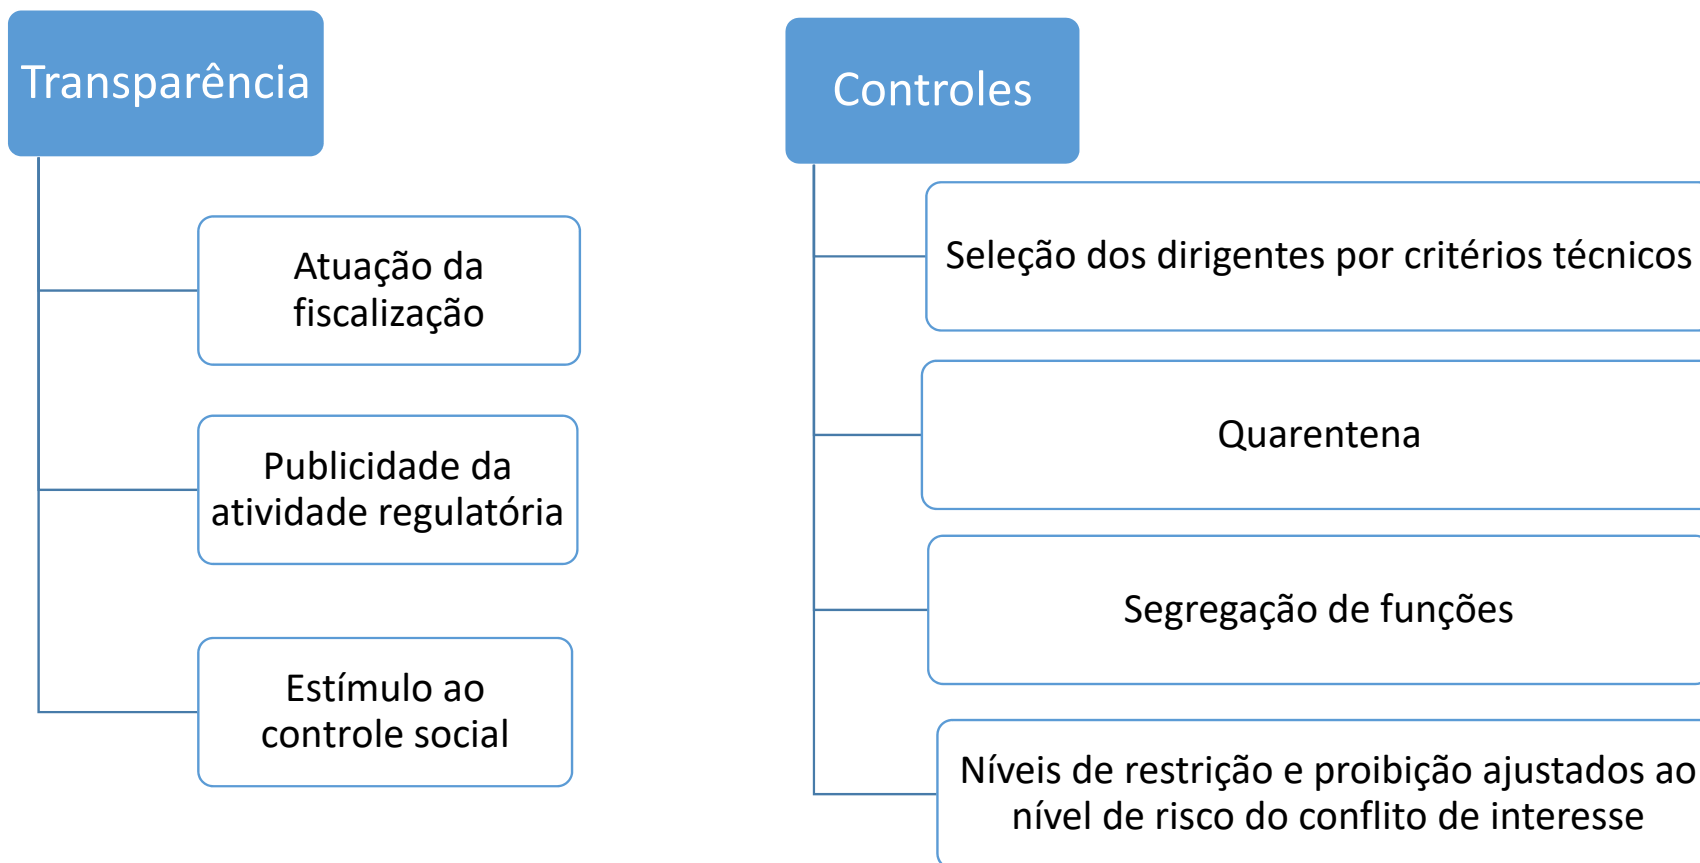 Transparência
Atuação da
fiscalização
Publicidade da
atividade regulatória
Estímulo ao
controle social
Controles
Seleção dos dirigentes por critérios técnicos
Quarentena
Segregação de funções
Níveis de restrição e proibição ajustados ao
nível de risco do conflito de interesse